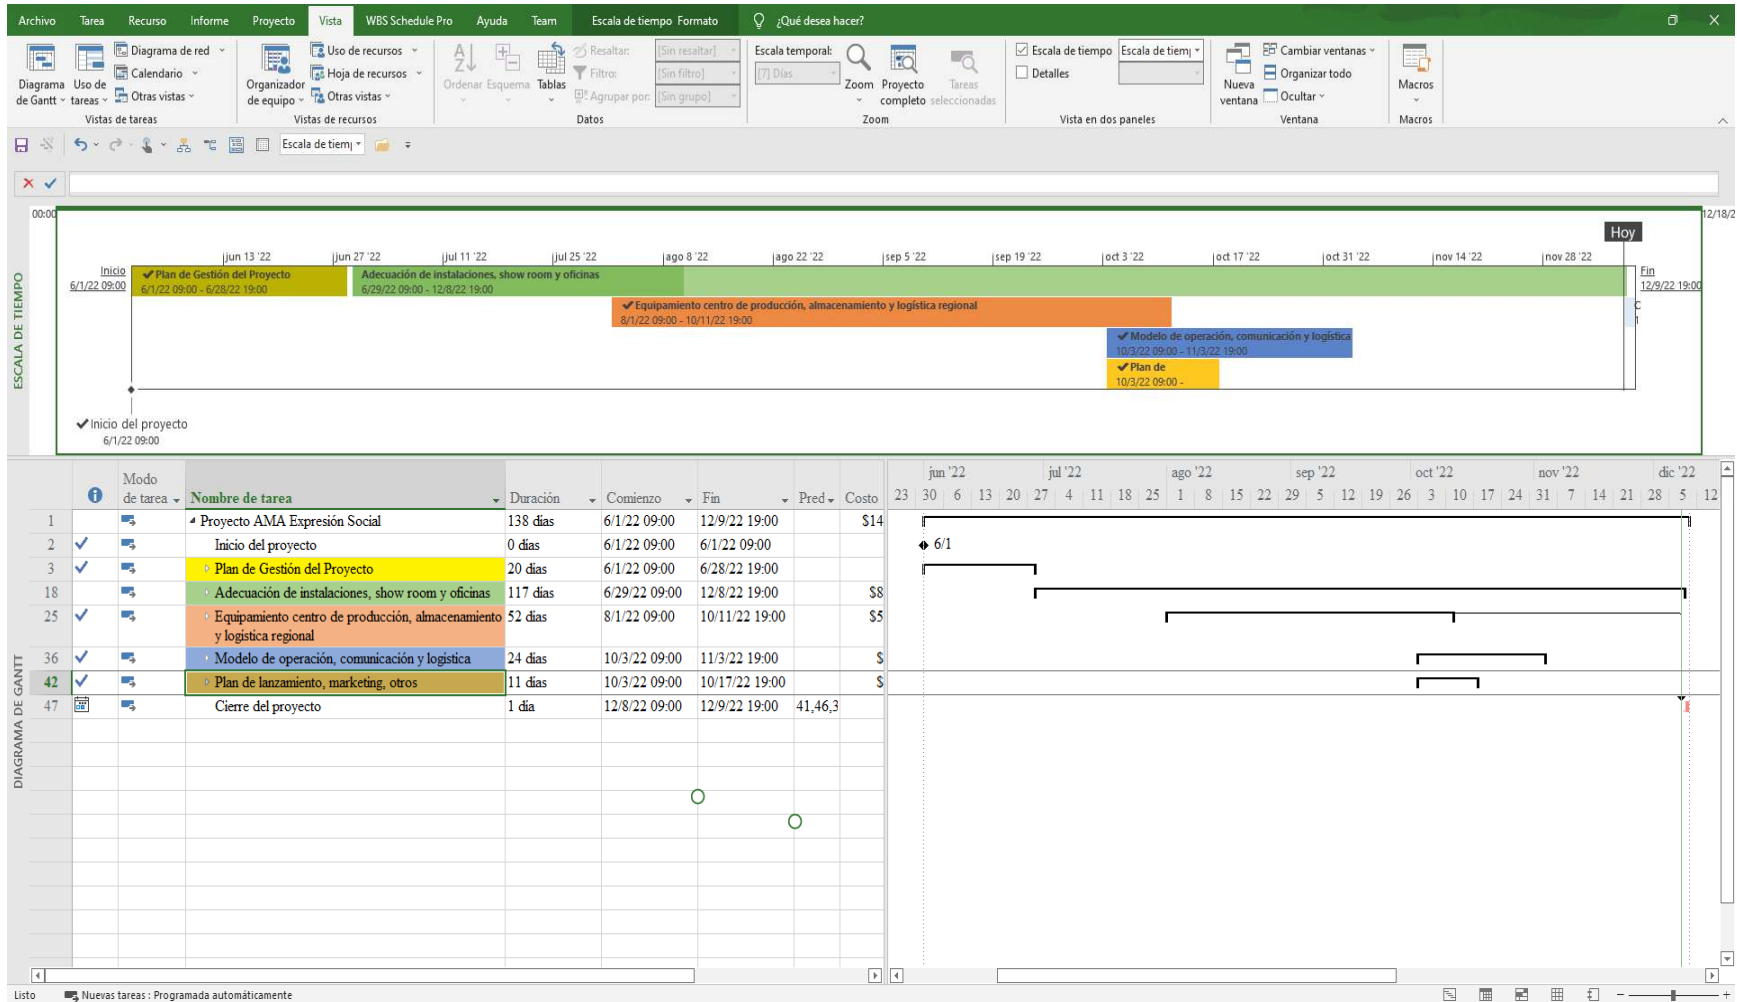 Archivo Tarea Recurso Informe Proyecto Vista WBS Schedule Pro Ayuda Team Escala de tiempo Formato ¿Qué desea hacer?
Diagrama de Gantt
Uso de tareas
Diagrama de red
Calendario
Otras vistas
Vistas de tareas
Organizador de equipo
Uso de recursos
Hoja de recursos
Otras vistas
Vistas de recursos
Ordenar
Esquema
Tablas
Resaltar: [Sin resaltar]
Filtro: [Sin filtro]
Agrupar por: [Sin grupo]
Datos
Escala temporal:
[7] Días
Zoom
Proyecto completo
Tareas seleccionadas
Zoom
Escala de tiempo Escala de tiem
Detalles
Vista en dos paneles
Nueva ventana
Cambiar ventanas
Organizar todo
Ocultar
Ventana
Macros
Macros
Escala de tiem
ESCALA DE TIEMPO
00:00
12/18/2
Hoy
jun 13 '22 jun 27 '22 jul 11 '22 jul 25 '22 ago 8 '22 ago 22 '22 sep 5 '22 sep 19 '22 oct 3 '22 oct 17 '22 oct 31 '22 nov 14 '22 nov 28 '22
Inicio
6/1/22 09:00
Plan de Gestión del Proyecto
6/1/22 09:00 - 6/28/22 19:00
Adecuación de instalaciones, show room y oficinas
6/29/22 09:00 - 12/8/22 19:00
Fin
12/9/22 19:00
Equipamiento centro de producción, almacenamiento y logística regional
8/1/22 09:00 - 10/11/22 19:00
C
1
Modelo de operación, comunicación y logística
10/3/22 09:00 - 11/3/22 19:00
Plan de
10/3/22 09:00 -
Inicio del proyecto
6/1/22 09:00
DIAGRAMA DE GANTT
Modo de tarea Nombre de tarea Duración Comienzo Fin Pred Costo
1 Proyecto AMA Expresión Social 138 días 6/1/22 09:00 12/9/22 19:00 $14
2 Inicio del proyecto 0 días 6/1/22 09:00 6/1/22 09:00
3 Plan de Gestión del Proyecto 20 días 6/1/22 09:00 6/28/22 19:00
18 Adecuación de instalaciones, show room y oficinas 117 días 6/29/22 09:00 12/8/22 19:00 $8
25 Equipamiento centro de producción, almacenamiento 52 días 8/1/22 09:00 10/11/22 19:00 $5
y logística regional
36 Modelo de operación, comunicación y logística 24 días 10/3/22 09:00 11/3/22 19:00 $
42 Plan de lanzamiento, marketing, otros 11 días 10/3/22 09:00 10/17/22 19:00 $
47 Cierre del proyecto 1 día 12/8/22 09:00 12/9/22 19:00 41,46,3
jun '22 jul '22 ago '22 sep '22 oct '22 nov '22 dic '22
23 30 6 13 20 27 4 11 18 25 1 8 15 22 29 5 12 19 26 3 10 17 24 31 7 14 21 28 5 12
6/1
Listo Nuevas tareas : Programada automáticamente